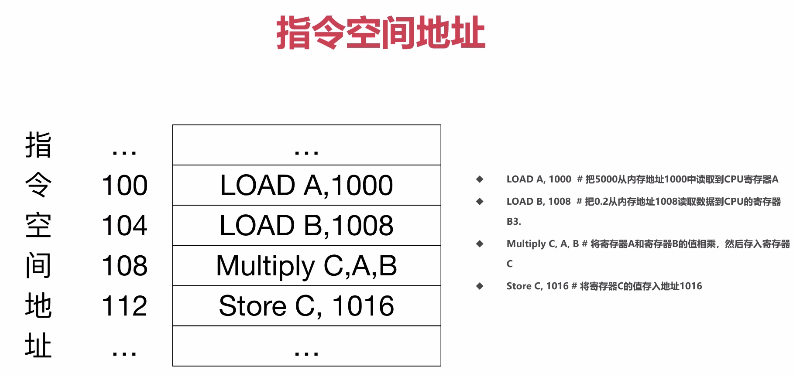 指令空间地址
指令空间地址
... ...
100 LOAD A,1000
104 LOAD B,1008
108 Multiply C,A,B
112 Store C, 1016
... ...
◆ LOAD A, 1000 # 把5000从内存地址1000中读取到CPU寄存器A
◆ LOAD B, 1008 # 把0.2从内存地址1008读取数据到CPU的寄存器
B3.
◆ Multiply C, A, B # 将寄存器A和寄存器B的值相乘，然后存入寄存器
C
◆ Store C, 1016 # 将寄存器C的值存入地址1016